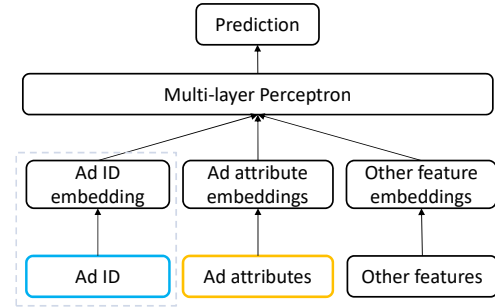 Prediction
Multi-layer Perceptron
Ad ID
embedding
Ad attribute
embeddings
Other feature
embeddings
Ad ID
Ad attributes
Other features